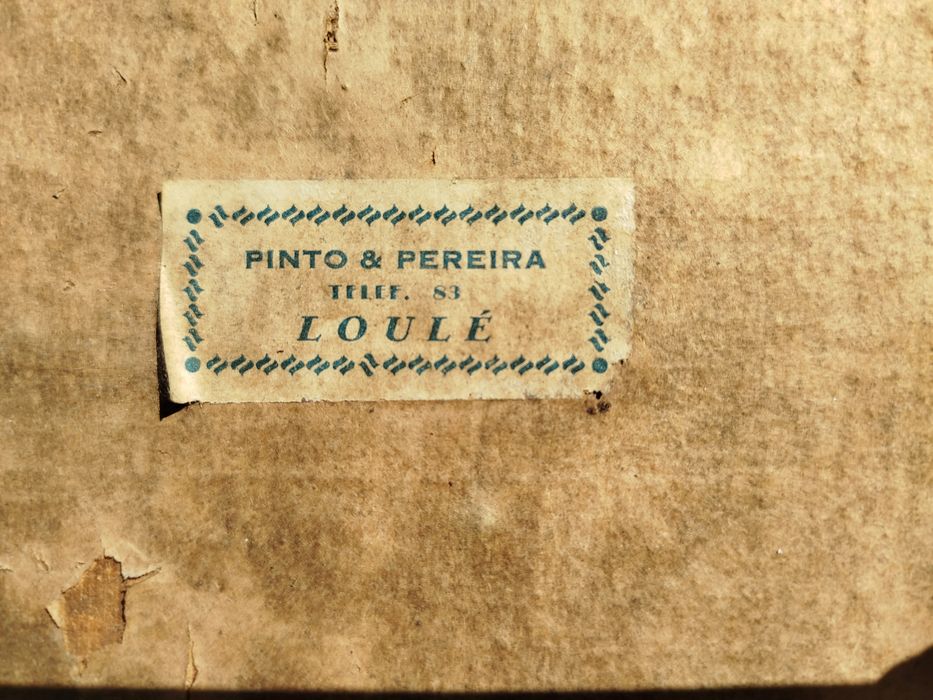 PINTO & PEREIRA
TELEF. 83
LOULÉ